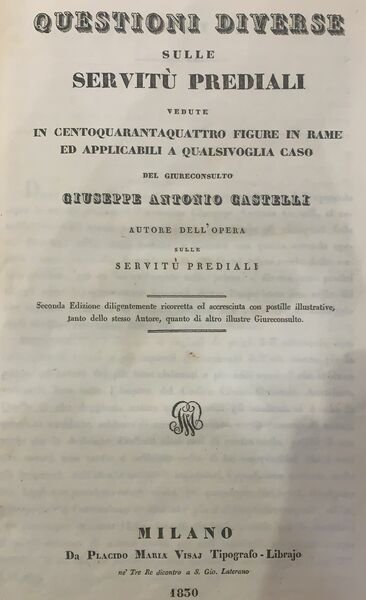 QUESTIONI DIVERSE
SULLE
SERVITÙ PREDIALI
VEDUTE
IN CENTOQUARANTAQUATTRO FIGURE IN RAME
ED APPLICABILI A QUALSIVOGLIA CASO
DEL GIURECONSULTO
GIUSEPPE ANTONIO CASTELLI
AUTORE DELL'OPERA
SULLE
SERVITÙ PREDIALI
Seconda Edizione diligentemente ricorretta ed accresciuta con postille illustrative,
tanto dello stesso Autore, quanto di altro illustre Giureconsulto.
MILANO
Da PLACIDO MARIA VISAJ Tipografo - Librajo
ne' Tre Re dicontro a S. Gio. Laterano
1830